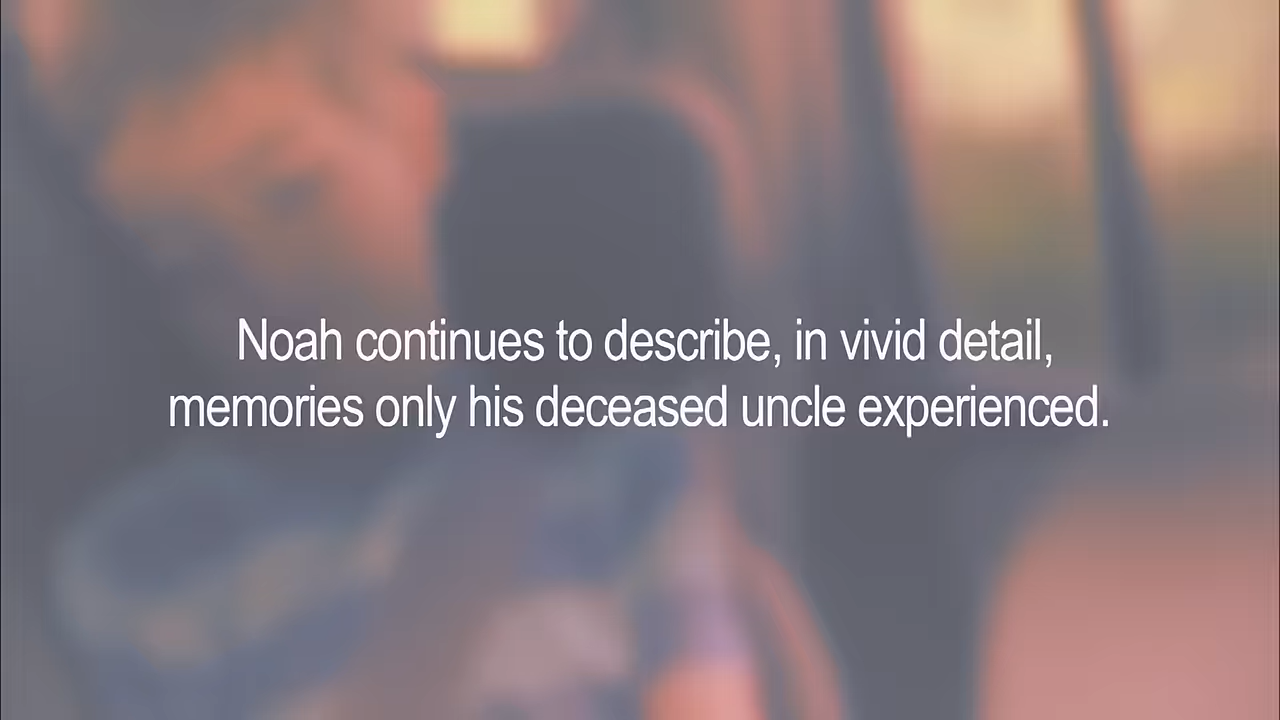 Noah continues to describe, in vivid detail,
memories only his deceased uncle experienced.